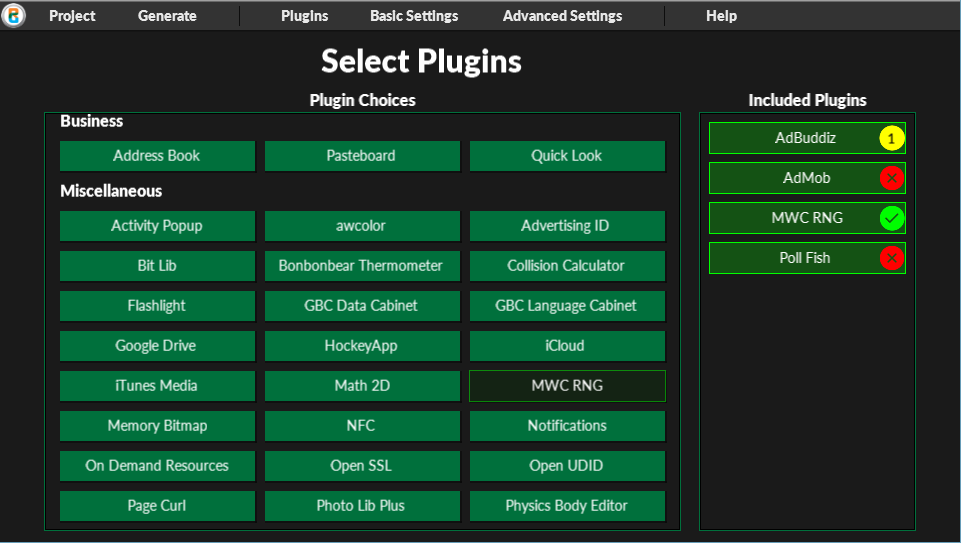 Project Generate Plugins Basic Settings Advanced Settings Help
Select Plugins
Plugin Choices
Business
Address Book Pasteboard Quick Look
Miscellaneous
Activity Popup awcolor Advertising ID
Bit Lib Bonbonbear Thermometer Collision Calculator
Flashlight GBC Data Cabinet GBC Language Cabinet
Google Drive HockeyApp iCloud
iTunes Media Math 2D MWC RNG
Memory Bitmap NFC Notifications
On Demand Resources Open SSL Open UDID
Page Curl Photo Lib Plus Physics Body Editor
Included Plugins
AdBuddiz 1
AdMob
MWC RNG
Poll Fish